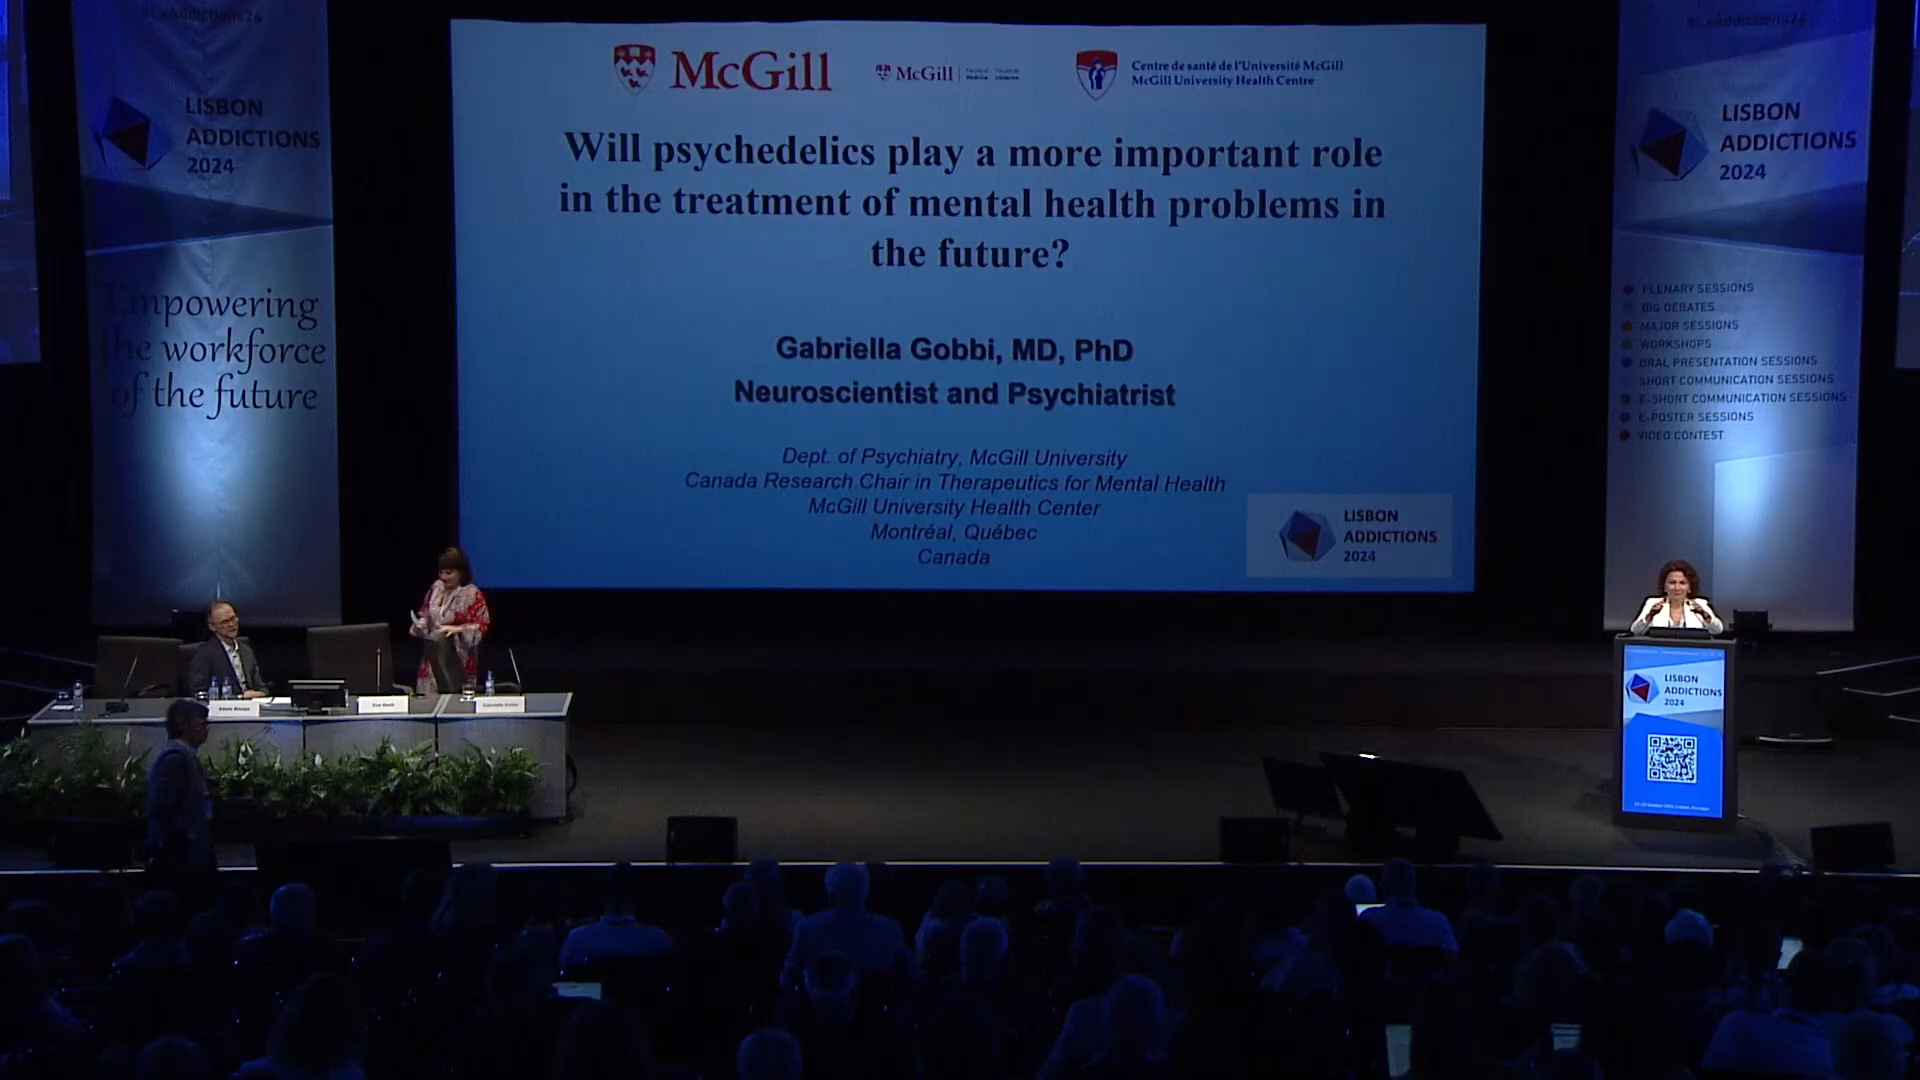 #LxAddictions24
LISBON
ADDICTIONS
2024
Empowering
the workforce
of the future
McGill
McGill
Centre de santé de l'Université McGill
McGill University Health Centre
Will psychedelics play a more important role
in the treatment of mental health problems in
the future?
Gabriella Gobbi, MD, PhD
Neuroscientist and Psychiatrist
Dept. of Psychiatry, McGill University
Canada Research Chair in Therapeutics for Mental Health
McGill University Health Center
Montréal, Québec
Canada
LISBON
ADDICTIONS
2024
#LxAddictions24
LISBON
ADDICTIONS
2024
PLENARY SESSIONS
BIG DEBATES
MAJOR SESSIONS
WORKSHOPS
ORAL PRESENTATION SESSIONS
SHORT COMMUNICATION SESSIONS
E-SHORT COMMUNICATION SESSIONS
E-POSTER SESSIONS
VIDEO CONTEST
LISBON
ADDICTIONS
2024